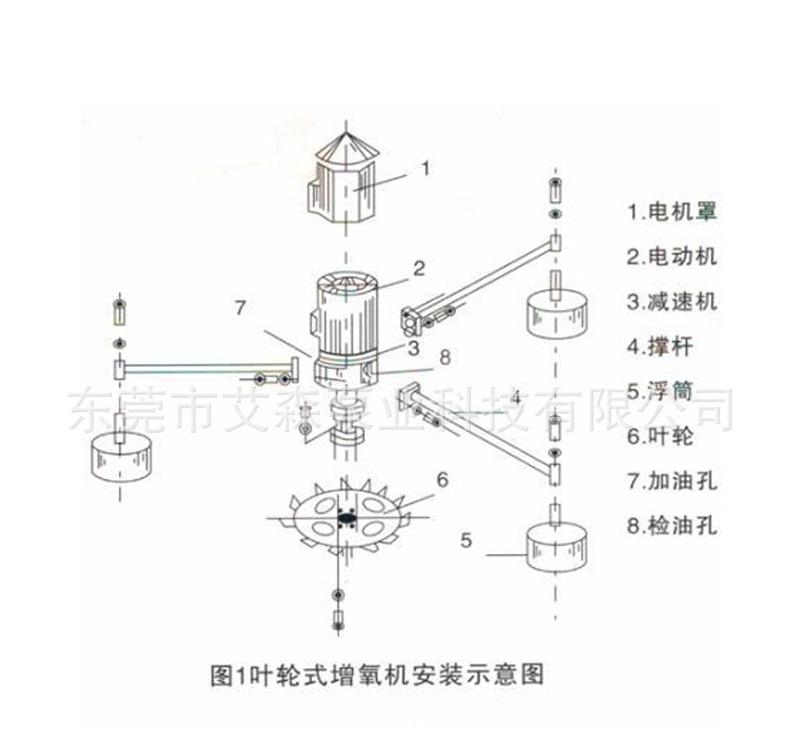 1
2
3
7
8
4
6
5
1.电机罩
2.电动机
3.减速机
4.撑杆
5.浮筒
6.叶轮
7.加油孔
8.检油孔
东莞市艾森泵业科技有限公司
图1叶轮式增氧机安装示意图